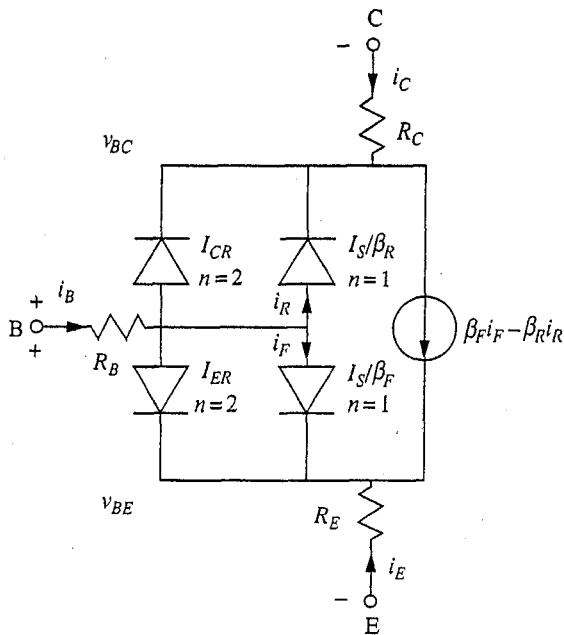 C
−
i_C
R_C
v_BC
I_CR
n=2
I_S/β_R
n=1
i_B
+
B
+
R_B
i_R
i_F
β_F i_F − β_R i_R
I_ER
n=2
I_S/β_F
n=1
v_BE
R_E
i_E
−
E